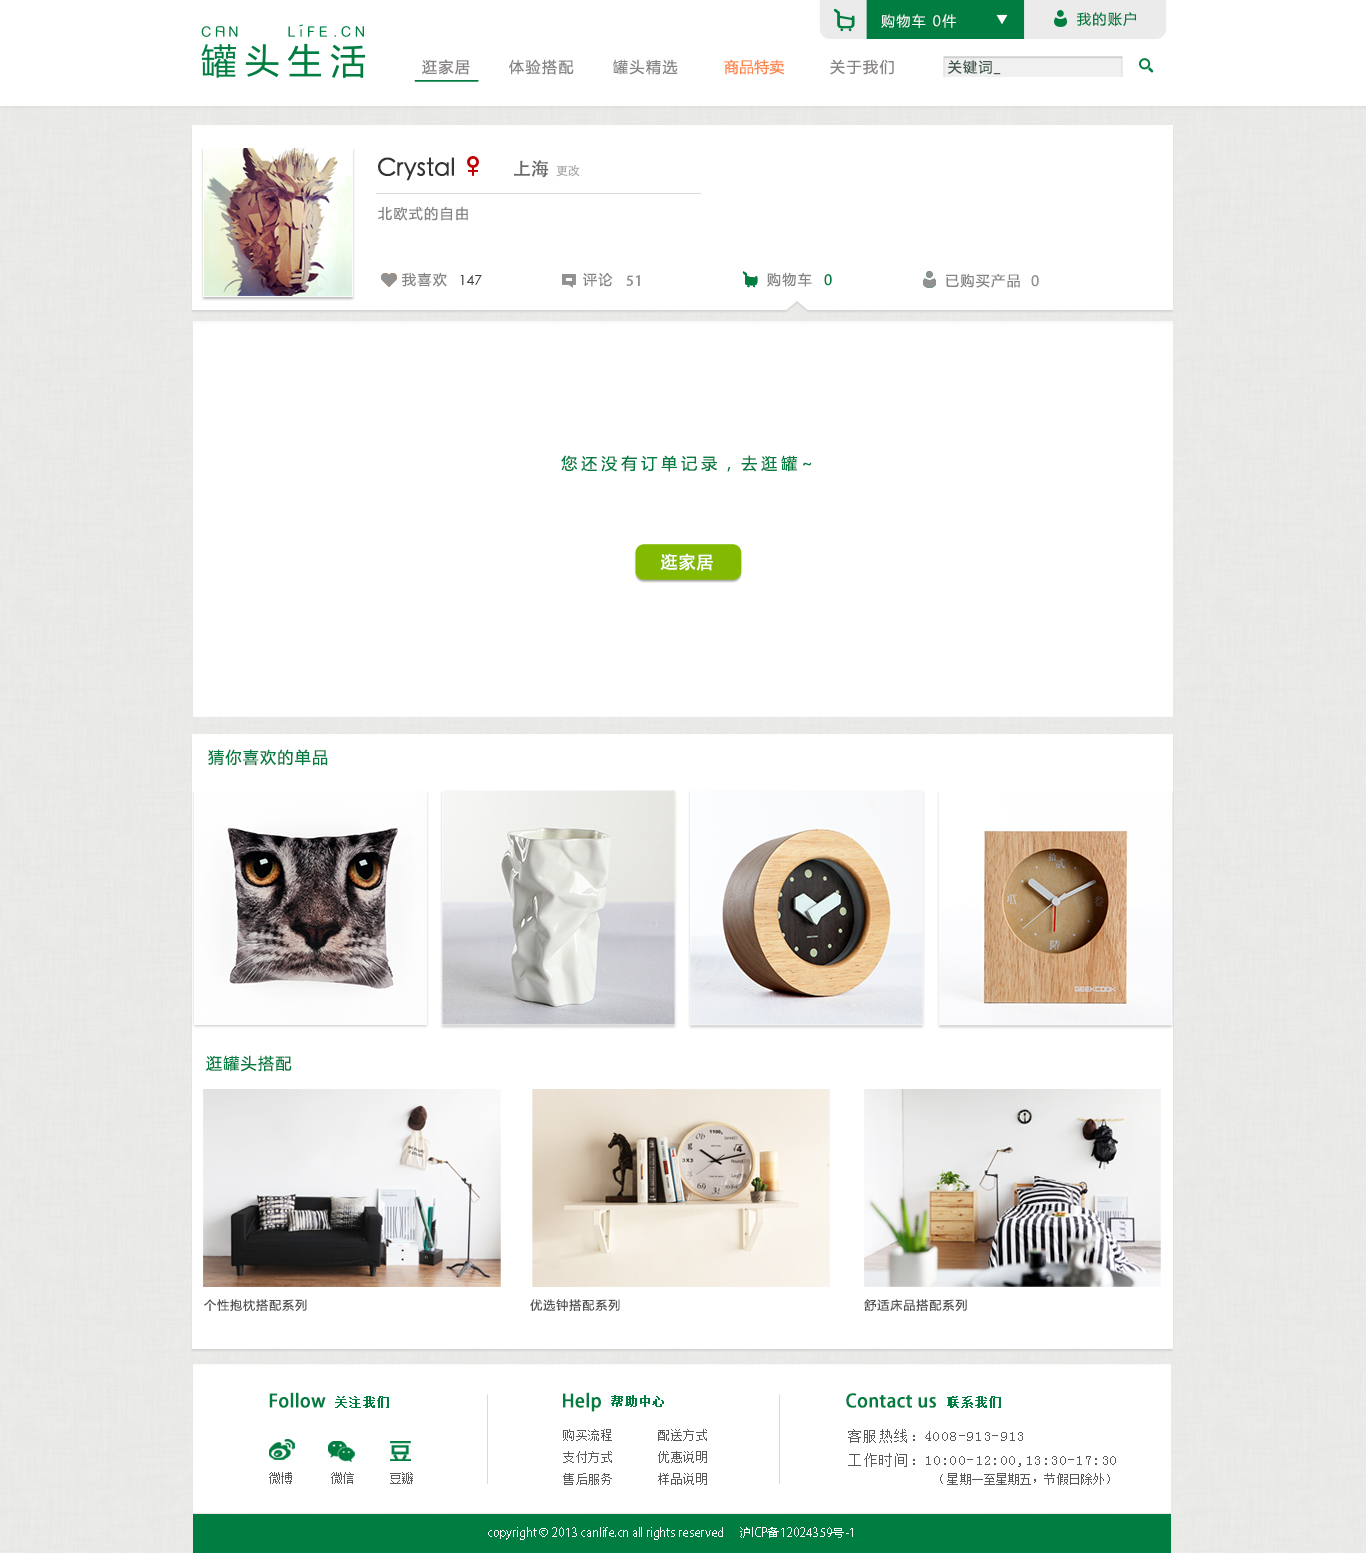 CAN LiFE.CN
罐头生活
购物车 0件
我的账户
逛家居 体验搭配 罐头精选 商品特卖 关于我们
关键词_
Crystal 上海 更改
北欧式的自由
我喜欢 147 评论 51 购物车 0 已购买产品 0
您还没有订单记录，去逛罐~
逛家居
猜你喜欢的单品
GEEKCOOK
逛罐头搭配
个性抱枕搭配系列 优选钟搭配系列 舒适床品搭配系列
Follow 关注我们
微博 微信 豆瓣
Help 帮助中心
购买流程 配送方式
支付方式 优惠说明
售后服务 样品说明
Contact us 联系我们
客服热线：4008-913-913
工作时间：10:00-12:00,13:30-17:30
（星期一至星期五，节假日除外）
copyright© 2013 canlife.cn all rights reserved 沪ICP备12024359号-1